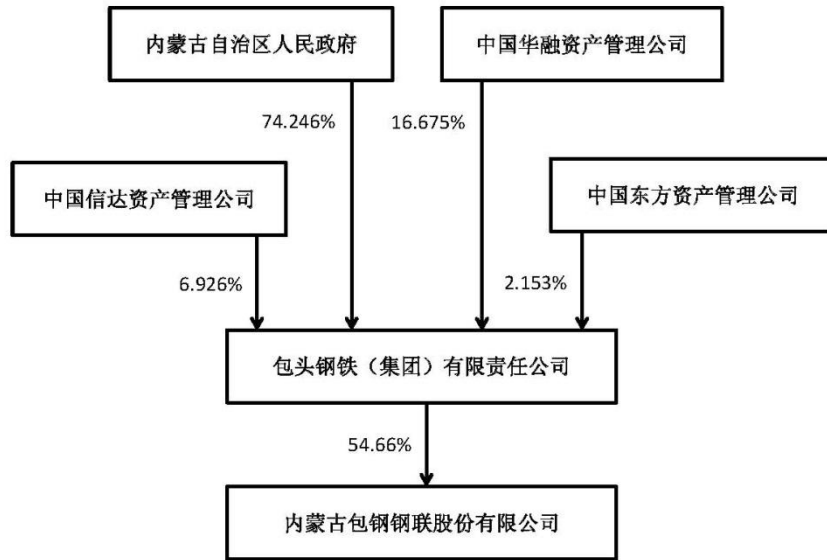 内蒙古自治区人民政府
中国华融资产管理公司
74.246%
16.675%
中国信达资产管理公司
中国东方资产管理公司
6.926%
2.153%
包头钢铁（集团）有限责任公司
54.66%
内蒙古包钢钢联股份有限公司